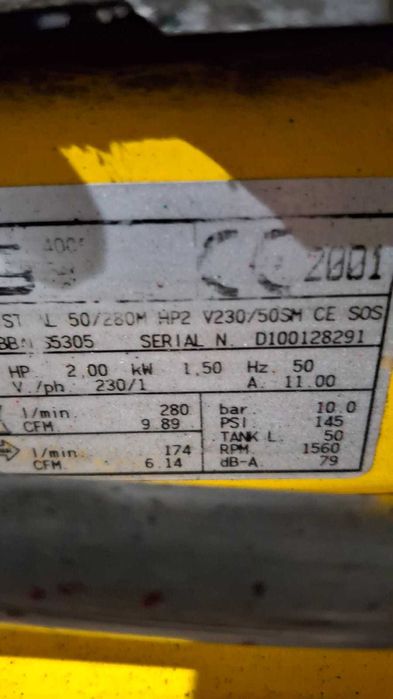 CE 2001
50/280M HP2 V230/50SM CE SOS
5305 SERIAL N. D100128291
HP 2.00 kW 1.50 Hz. 50
V./ph 230/1 A. 11.00
l/min. 280
CFM 9.89
l/min. 174
CFM. 6.14
bar. 10.0
PSI. 145
TANK L. 50
RPM. 1560
dB-A. 79